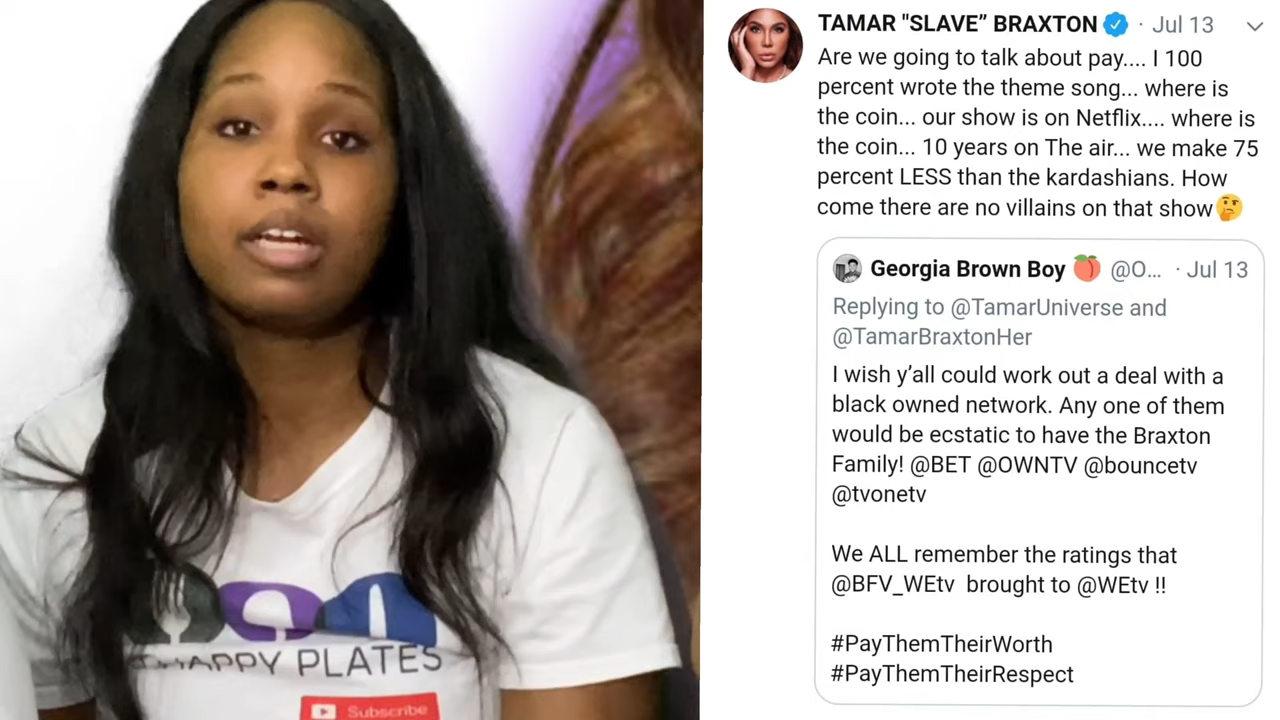 TAMAR "SLAVE” BRAXTON · Jul 13
Are we going to talk about pay.... I 100
percent wrote the theme song... where is
the coin... our show is on Netflix.... where is
the coin... 10 years on The air... we make 75
percent LESS than the kardashians. How
come there are no villains on that show🤔
Georgia Brown Boy 🍑 @O... · Jul 13
Replying to @TamarUniverse and
@TamarBraxtonHer
I wish y’all could work out a deal with a
black owned network. Any one of them
would be ecstatic to have the Braxton
Family! @BET @OWNTV @bouncetv
@tvonetv
We ALL remember the ratings that
@BFV_WEtv brought to @WEtv !!
#PayThemTheirWorth
#PayThemTheirRespect
HAPPY PLATES
Subscribe